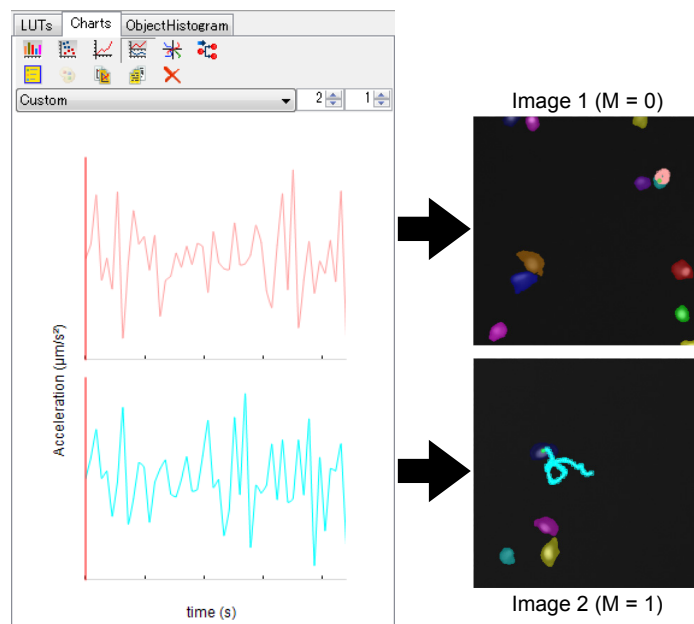 LUTs Charts ObjectHistogram
Custom 2 1
Acceleration (µm/s²)
time (s)
Image 1 (M = 0)
Image 2 (M = 1)